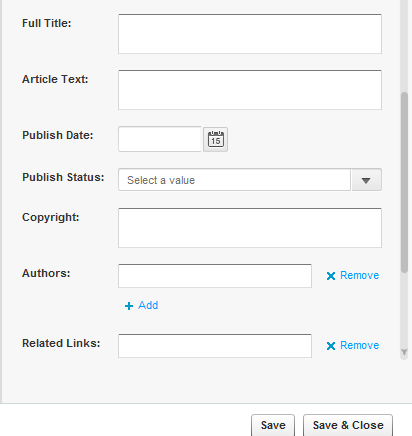 Full Title:
Article Text:
Publish Date: 15
Publish Status: Select a value
Copyright:
Authors: Remove
Add
Related Links: Remove
Save Save & Close